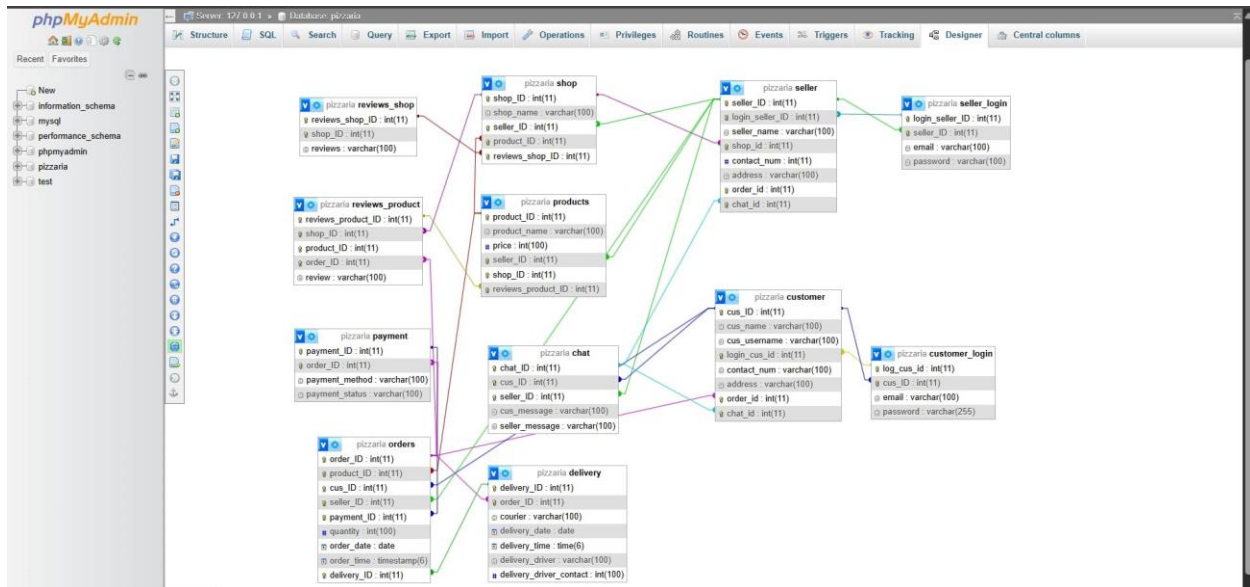 phpMyAdmin
Recent Favorites
New
information_schema
mysql
performance_schema
phpmyadmin
pizzaria
test
Server: 127.0.0.1 » Database: pizzaria
Structure SQL Search Query Export Import Operations Privileges Routines Events Triggers Tracking Designer Central columns
pizzaria reviews_shop
reviews_shop_ID : int(11)
shop_ID : int(11)
reviews : varchar(100)
pizzaria shop
shop_ID : int(11)
shop_name : varchar(100)
seller_ID : int(11)
product_ID : int(11)
reviews_shop_ID : int(11)
pizzaria seller
seller_ID : int(11)
login_seller_ID : int(11)
seller_name : varchar(100)
shop_id : int(11)
contact_num : int(11)
address : varchar(100)
order_id : int(11)
chat_id : int(11)
pizzaria seller_login
login_seller_ID : int(11)
seller_ID : int(11)
email : varchar(100)
password : varchar(100)
pizzaria reviews_product
reviews_product_ID : int(11)
shop_ID : int(11)
product_ID : int(11)
order_ID : int(11)
review : varchar(100)
pizzaria products
product_ID : int(11)
product_name : varchar(100)
price : int(100)
seller_ID : int(11)
shop_ID : int(11)
reviews_product_ID : int(11)
pizzaria payment
payment_ID : int(11)
order_ID : int(11)
payment_method : varchar(100)
payment_status : varchar(100)
pizzaria chat
chat_ID : int(11)
cus_ID : int(11)
seller_ID : int(11)
cus_message : varchar(100)
seller_message : varchar(100)
pizzaria customer
cus_ID : int(11)
cus_name : varchar(100)
cus_username : varchar(100)
login_cus_id : int(11)
contact_num : varchar(100)
address : varchar(100)
order_id : int(11)
chat_id : int(11)
pizzaria customer_login
log_cus_id : int(11)
cus_ID : int(11)
email : varchar(100)
password : varchar(255)
pizzaria orders
order_ID : int(11)
product_ID : int(11)
cus_ID : int(11)
seller_ID : int(11)
payment_ID : int(11)
quantity : int(100)
order_date : date
order_time : timestamp(6)
delivery_ID : int(11)
pizzaria delivery
delivery_ID : int(11)
order_ID : int(11)
courier : varchar(100)
delivery_date : date
delivery_time : time(6)
delivery_driver : varchar(100)
delivery_driver_contact : int(100)